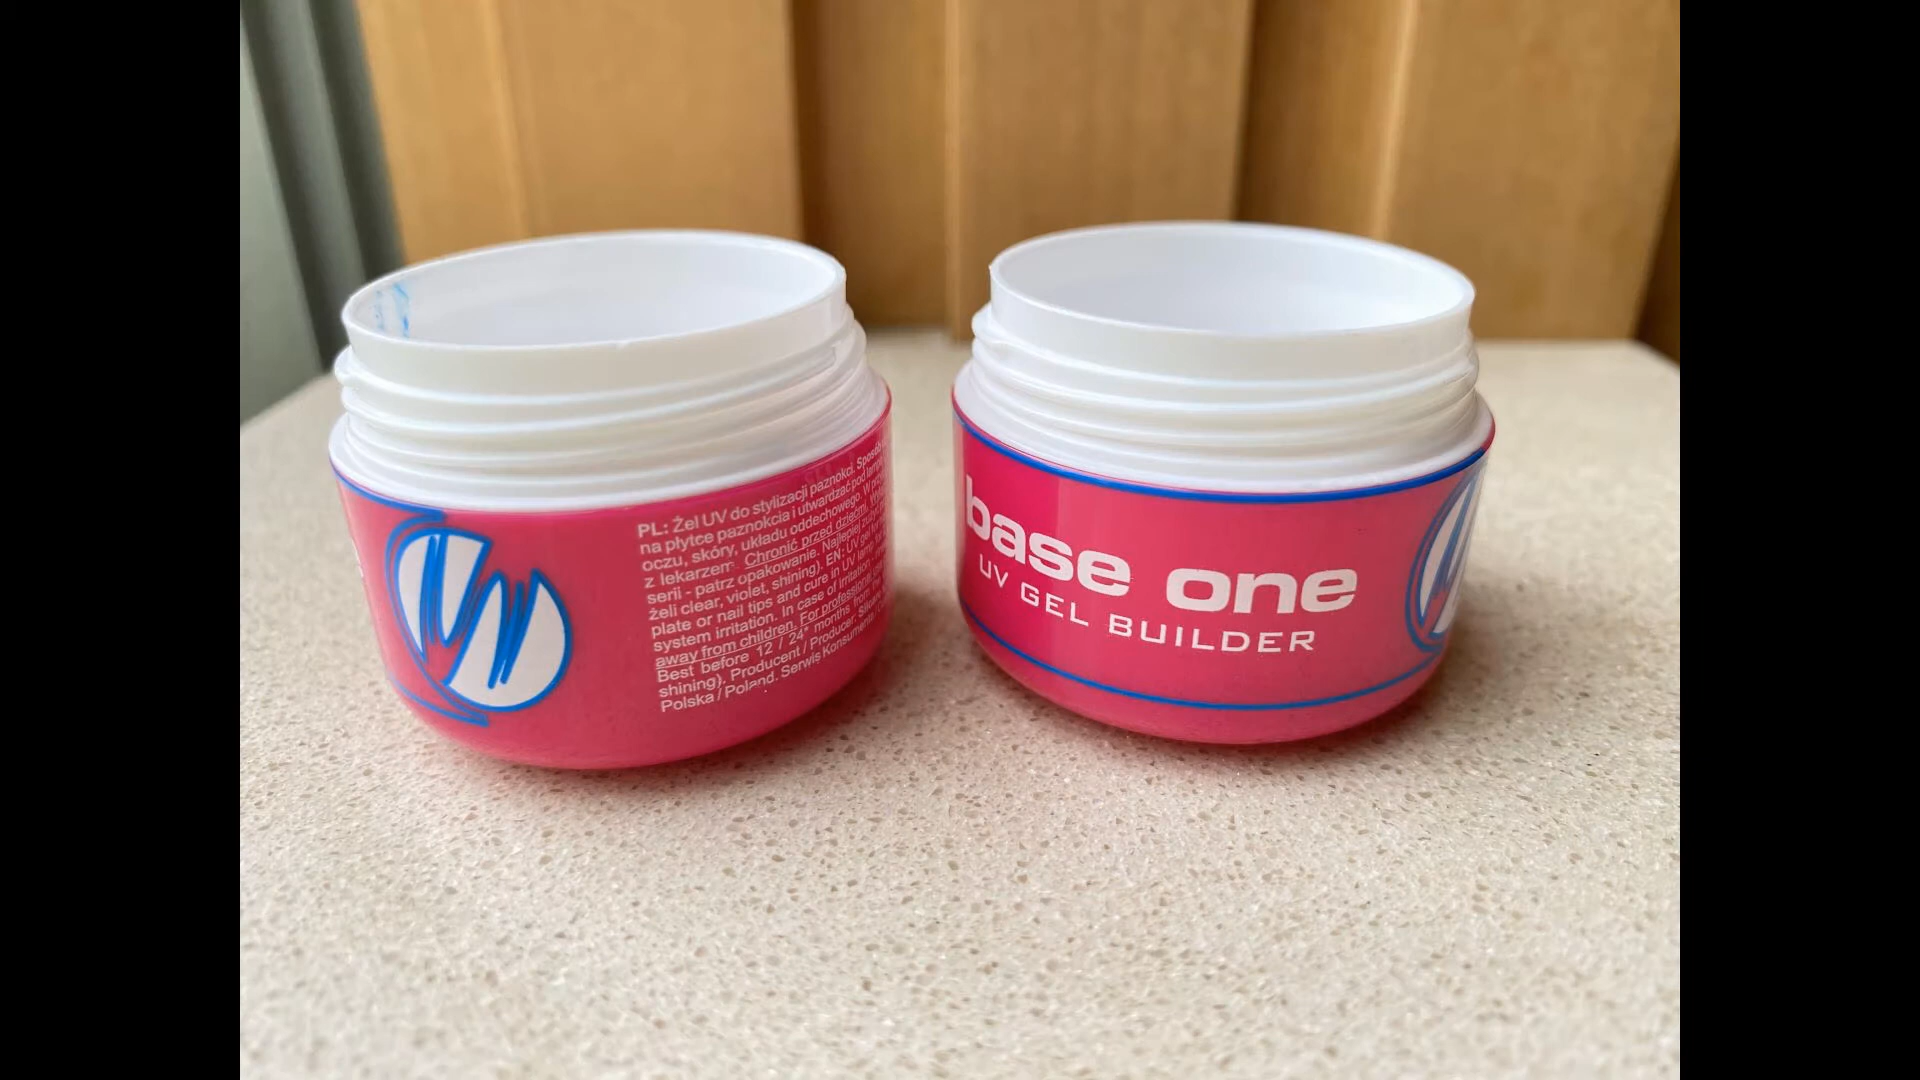 PL: Żel UV do stylizacji paznokci. Sposób
na płytce paznokcia i utwardzać pod lampą
oczu, skóry, układu oddechowego. W
z lekarzem. Chronić przed dziećmi.
serii - patrz opakowanie. Najlepiej zużyć
żeli clear, violet, shining). EN: UV gel
plate or nail tips and cure in UV lamp
system irritation. In case of irritation
away from children. For professional use
Best before 12 / 24* months from
shining). Producent / Producer:
Polska / Poland. Serwis Konsumenta
base one
UV GEL BUILDER